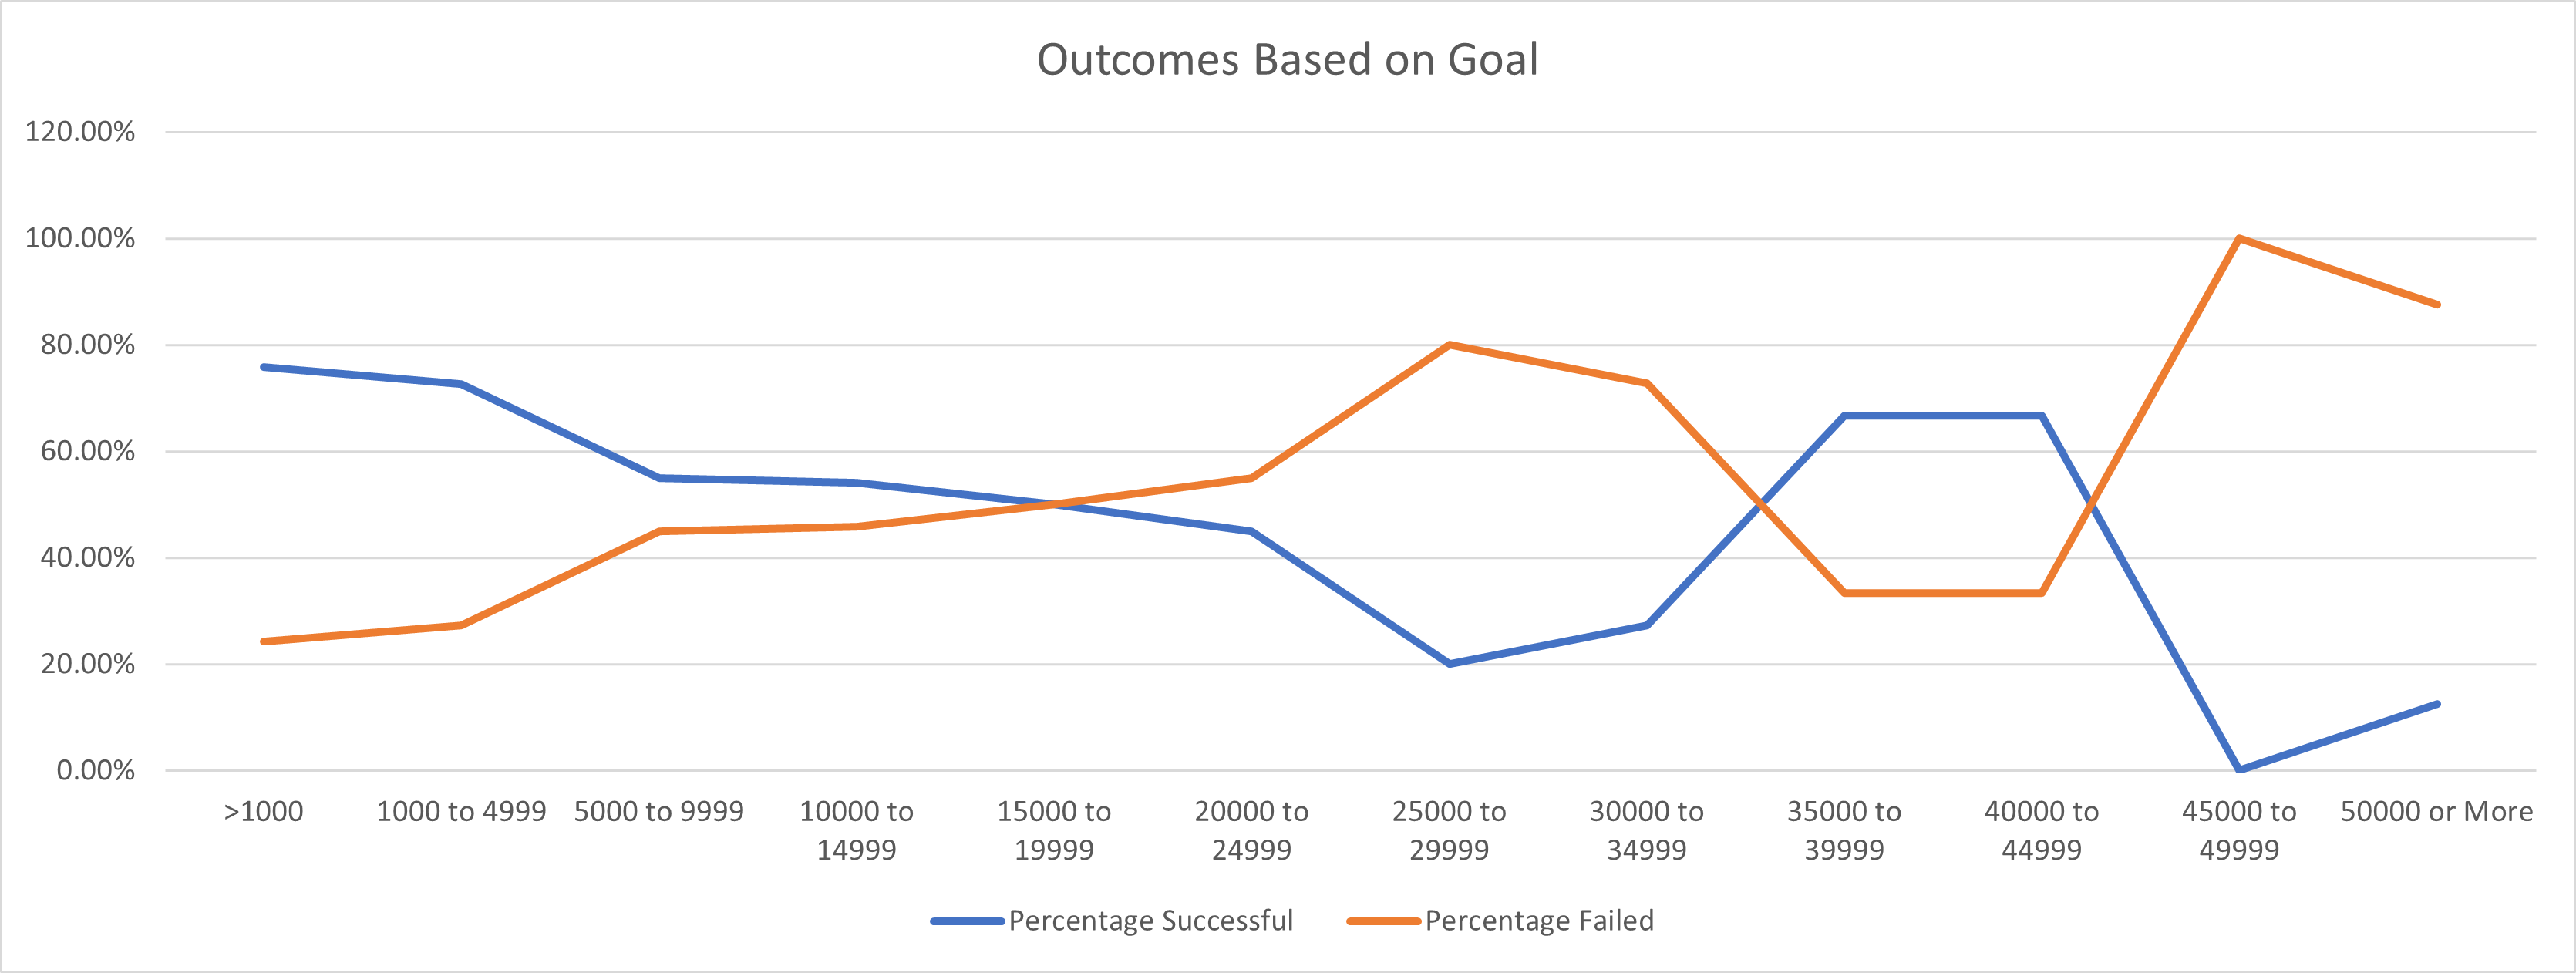 Outcomes Based on Goal
120.00%
100.00%
80.00%
60.00%
40.00%
20.00%
0.00%
>1000
1000 to 4999
5000 to 9999
10000 to
14999
15000 to
19999
20000 to
24999
25000 to
29999
30000 to
34999
35000 to
39999
40000 to
44999
45000 to
49999
50000 or More
Percentage Successful
Percentage Failed